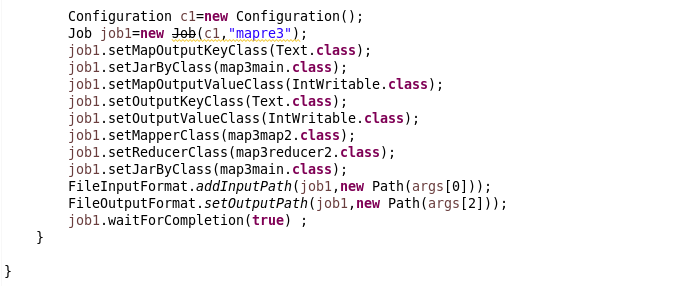 Configuration c1=new Configuration();
Job job1=new Job(c1,"mapre3");
job1.setMapOutputKeyClass(Text.class);
job1.setJarByClass(map3main.class);
job1.setMapOutputValueClass(IntWritable.class);
job1.setOutputKeyClass(Text.class);
job1.setOutputValueClass(IntWritable.class);
job1.setMapperClass(map3map2.class);
job1.setReducerClass(map3reducer2.class);
job1.setJarByClass(map3main.class);
FileInputFormat.addInputPath(job1,new Path(args[0]));
FileOutputFormat.setOutputPath(job1,new Path(args[2]));
job1.waitForCompletion(true) ;
}
}